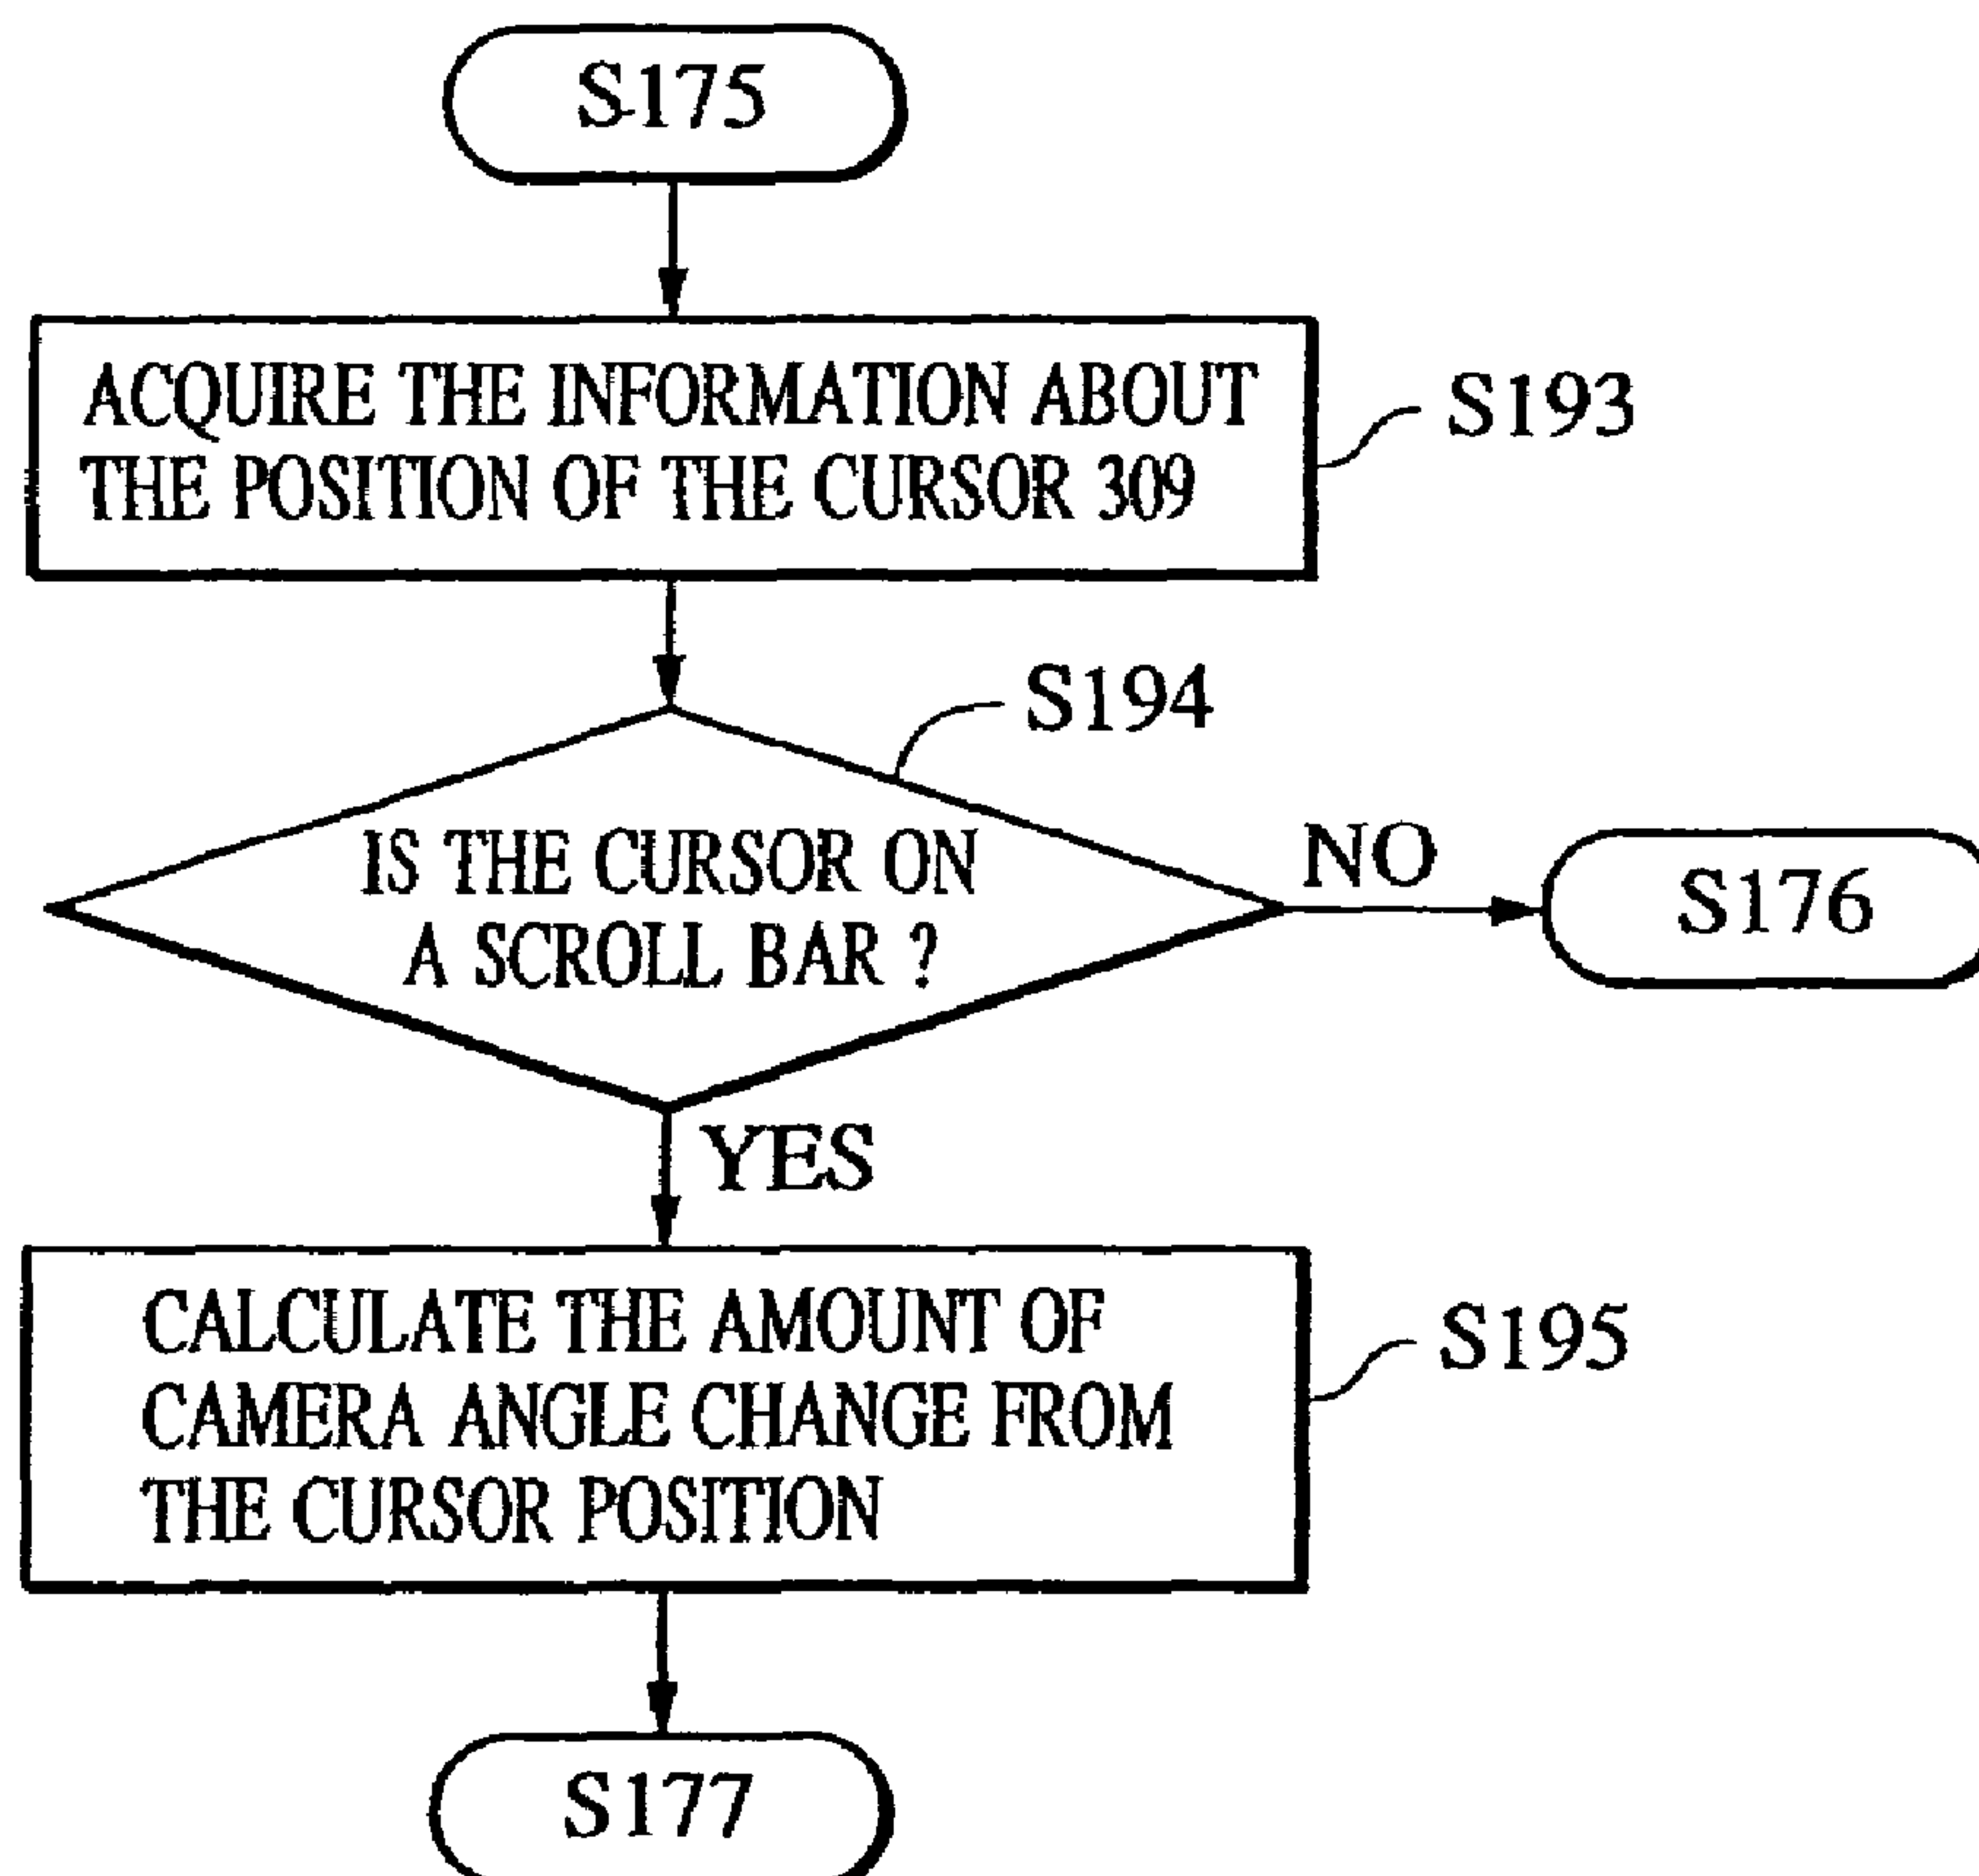 S175
ACQUIRE THE INFORMATION ABOUT
THE POSITION OF THE CURSOR 309
S193
S194
IS THE CURSOR ON
A SCROLL BAR ?
NO
S176
YES
CALCULATE THE AMOUNT OF
CAMERA ANGLE CHANGE FROM
THE CURSOR POSITION
S195
S177